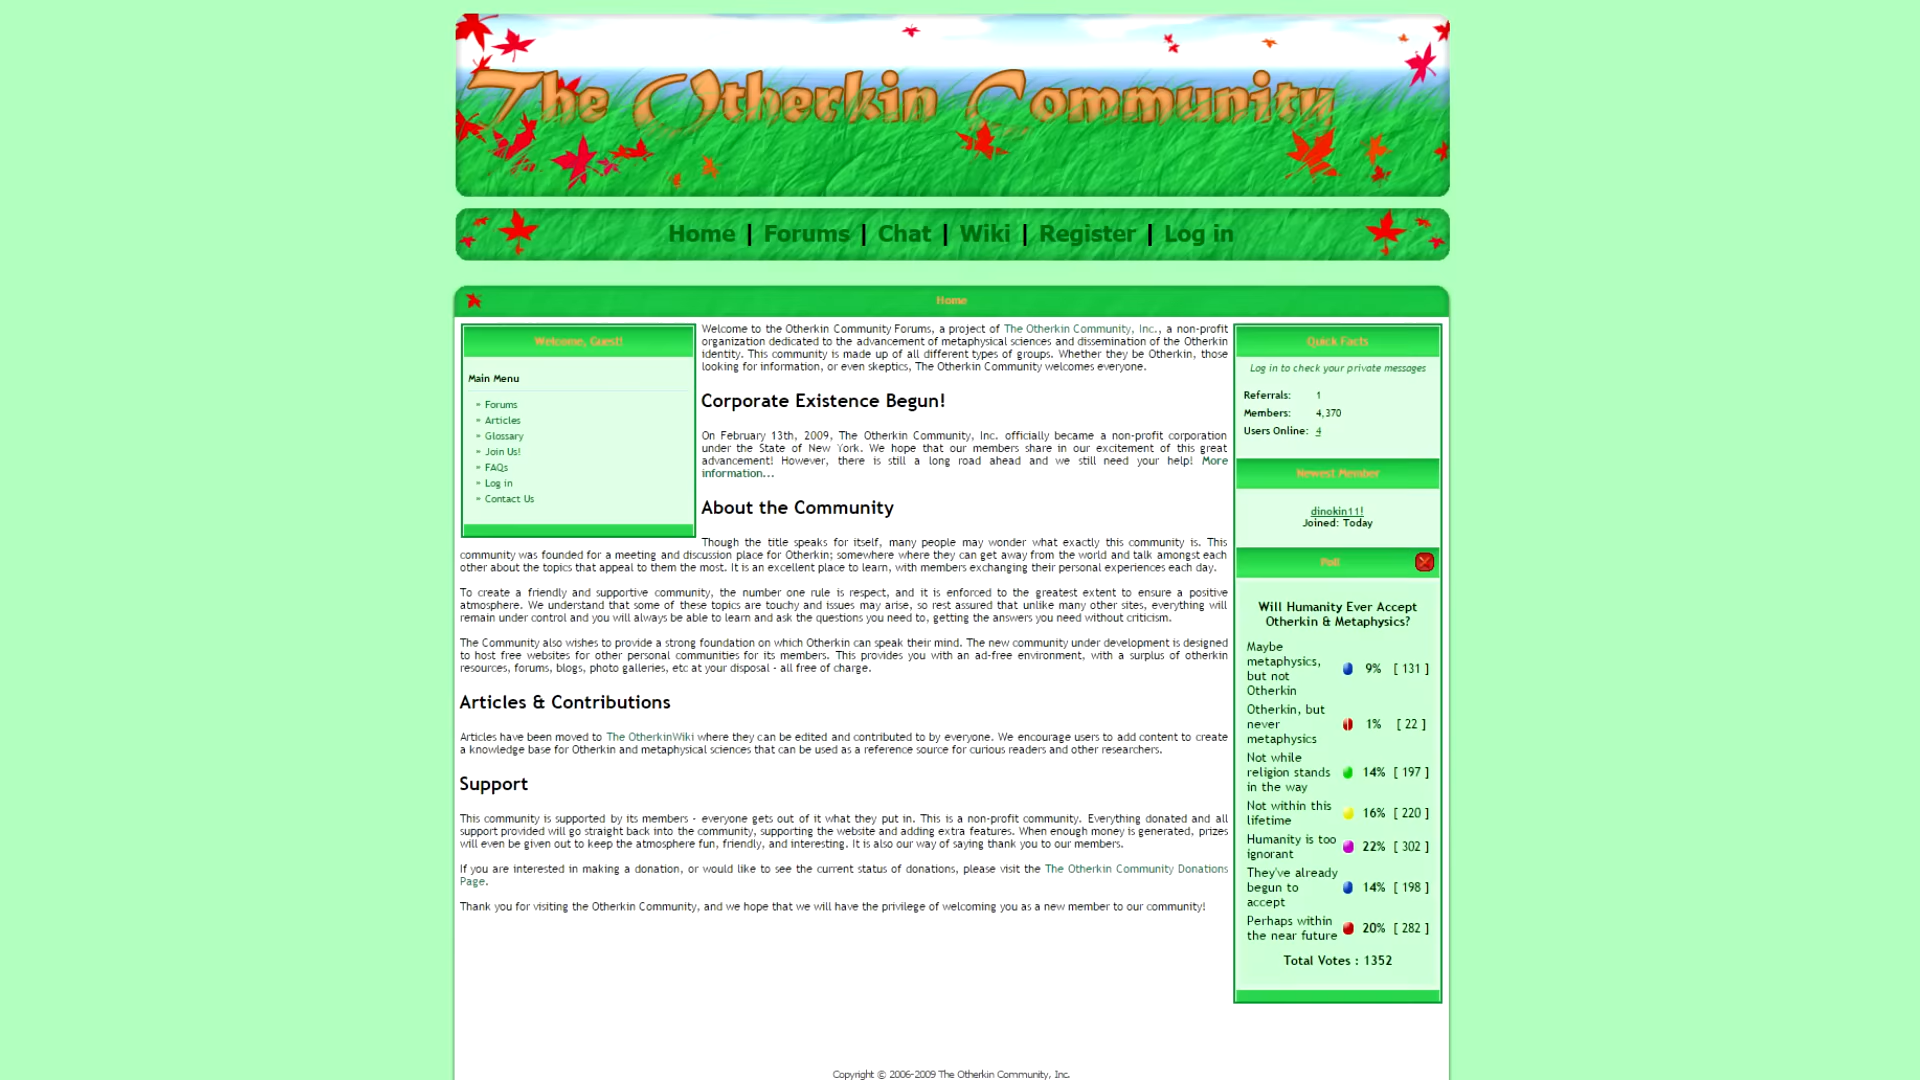 The Otherkin Community
Home | Forums | Chat | Wiki | Register | Log in
Home
Welcome, Guest!
Main Menu
» Forums
» Articles
» Glossary
» Join Us!
» FAQs
» Log in
» Contact Us
Welcome to the Otherkin Community Forums, a project of The Otherkin Community, Inc., a non-profit
organization dedicated to the advancement of metaphysical sciences and dissemination of the Otherkin
identity. This community is made up of all different types of groups. Whether they be Otherkin, those
looking for information, or even skeptics, The Otherkin Community welcomes everyone.
Corporate Existence Begun!
On February 13th, 2009, The Otherkin Community, Inc. officially became a non-profit corporation
under the State of New York. We hope that our members share in our excitement of this great
advancement! However, there is still a long road ahead and we still need your help! More
information...
About the Community
Though the title speaks for itself, many people may wonder what exactly this community is. This
community was founded for a meeting and discussion place for Otherkin; somewhere where they can get away from the world and talk amongst each
other about the topics that appeal to them the most. It is an excellent place to learn, with members exchanging their personal experiences each day.
To create a friendly and supportive community, the number one rule is respect, and it is enforced to the greatest extent to ensure a positive
atmosphere. We understand that some of these topics are touchy and issues may arise, so rest assured that unlike many other sites, everything will
remain under control and you will always be able to learn and ask the questions you need to, getting the answers you need without criticism.
The Community also wishes to provide a strong foundation on which Otherkin can speak their mind. The new community under development is designed
to host free websites for other personal communities for its members. This provides you with an ad-free environment, with a surplus of otherkin
resources, forums, blogs, photo galleries, etc at your disposal - all free of charge.
Articles & Contributions
Articles have been moved to The OtherkinWiki where they can be edited and contributed to by everyone. We encourage users to add content to create
a knowledge base for Otherkin and metaphysical sciences that can be used as a reference source for curious readers and other researchers.
Support
This community is supported by its members - everyone gets out of it what they put in. This is a non-profit community. Everything donated and all
support provided will go straight back into the community, supporting the website and adding extra features. When enough money is generated, prizes
will even be given out to keep the atmosphere fun, friendly, and interesting. It is also our way of saying thank you to our members.
If you are interested in making a donation, or would like to see the current status of donations, please visit the The Otherkin Community Donations
Page.
Thank you for visiting the Otherkin Community, and we hope that we will have the privilege of welcoming you as a new member to our community!
Quick Facts
Log in to check your private messages
Referrals: 1
Members: 4,370
Users Online: 4
Newest Member
dinokin11!
Joined: Today
Poll
Will Humanity Ever Accept
Otherkin & Metaphysics?
Maybe
metaphysics,
but not
Otherkin
9% [ 131 ]
Otherkin, but
never
metaphysics
1% [ 22 ]
Not while
religion stands
in the way
14% [ 197 ]
Not within this
lifetime
16% [ 220 ]
Humanity is too
ignorant
22% [ 302 ]
They've already
begun to
accept
14% [ 198 ]
Perhaps within
the near future
20% [ 282 ]
Total Votes : 1352
Copyright © 2006-2009 The Otherkin Community, Inc.